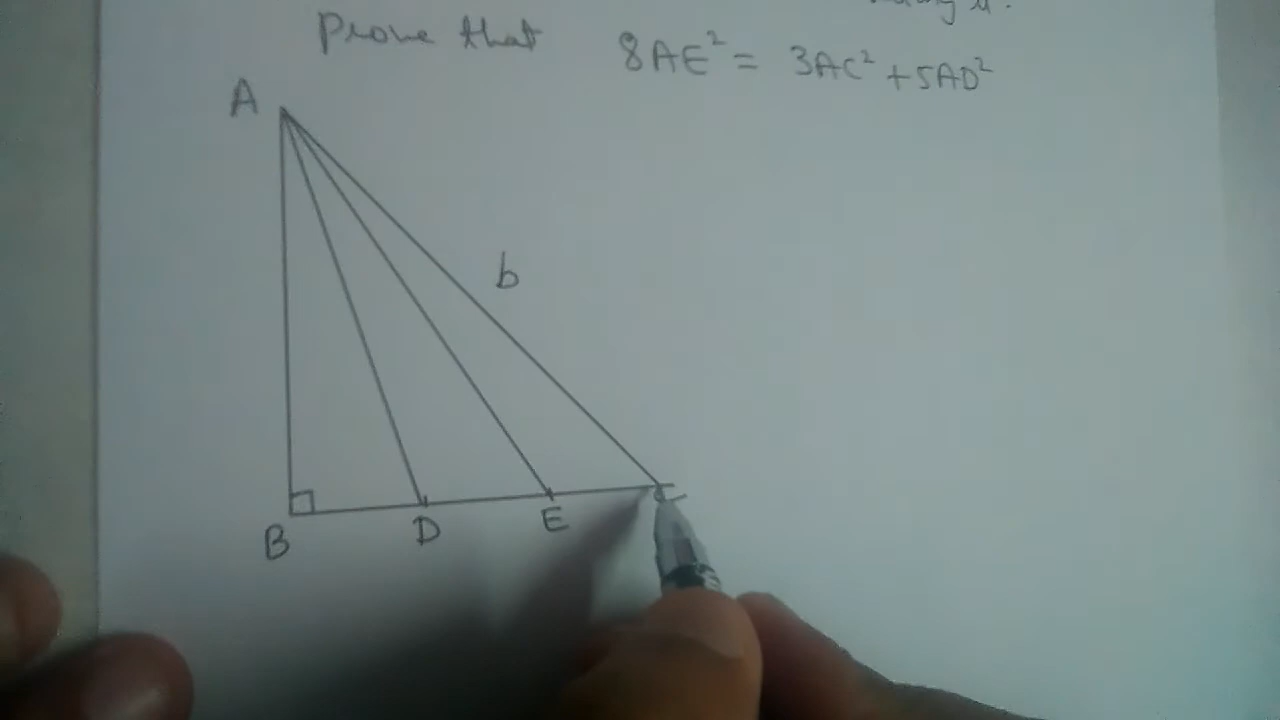 Prove that 8AE² = 3AC² + 5AD²
A
b
B D E